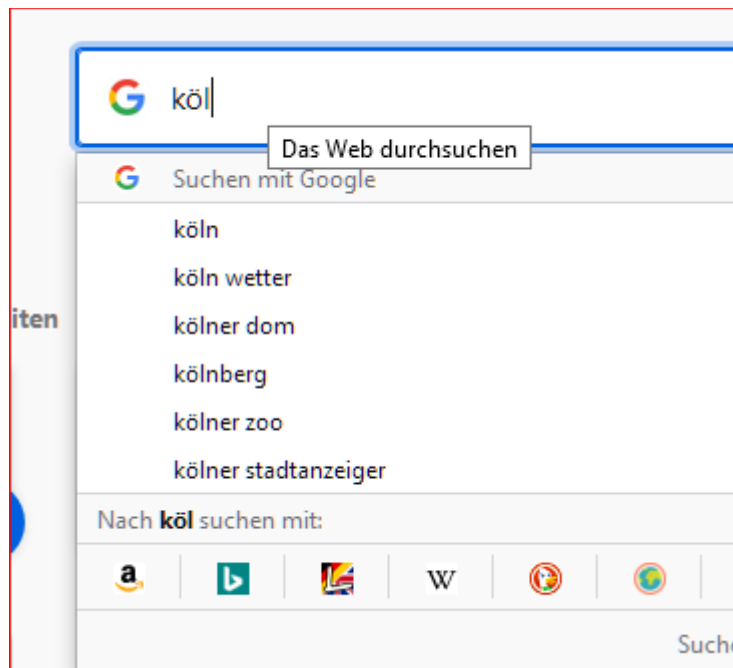 köl
Das Web durchsuchen
Suchen mit Google
köln
köln wetter
iten
kölner dom
kölnberg
kölner zoo
kölner stadtanzeiger
Nach köl suchen mit:
a
b
L
W
Suche